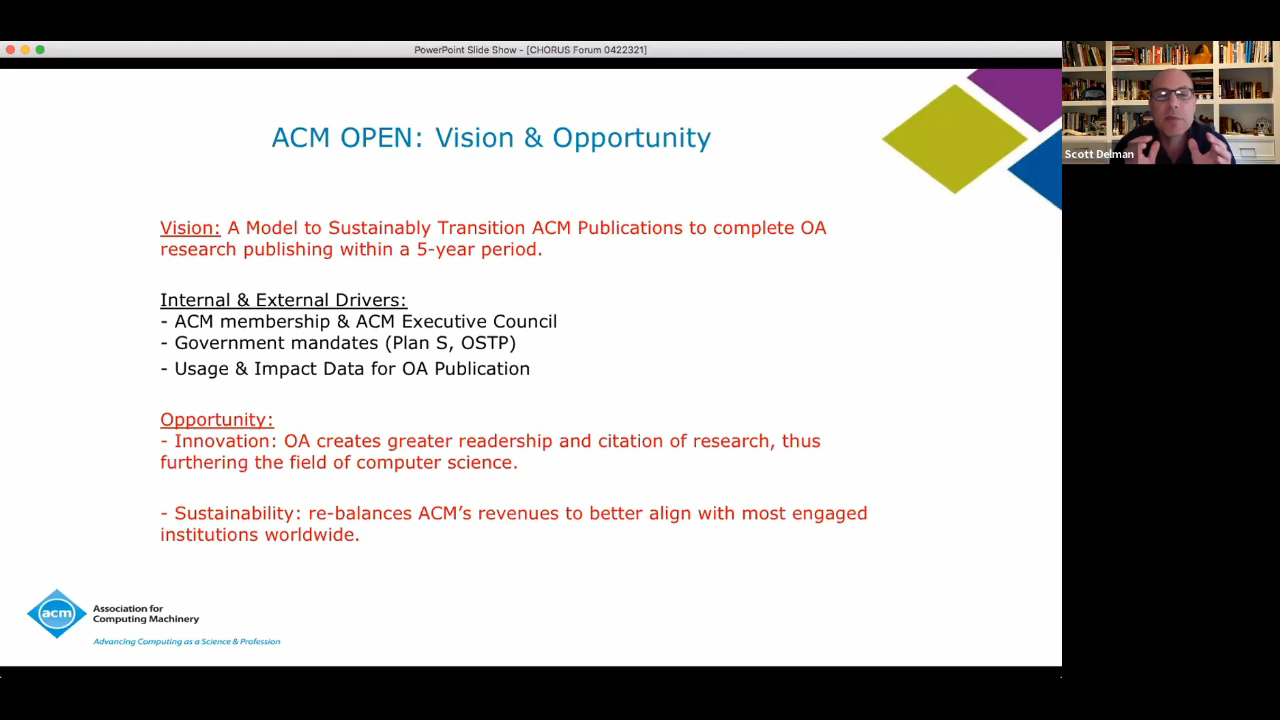 PowerPoint Slide Show - [CHORUS Forum 0422321]
ACM OPEN: Vision & Opportunity
Scott Delman
Vision: A Model to Sustainably Transition ACM Publications to complete OA
research publishing within a 5-year period.
Internal & External Drivers:
- ACM membership & ACM Executive Council
- Government mandates (Plan S, OSTP)
- Usage & Impact Data for OA Publication
Opportunity:
- Innovation: OA creates greater readership and citation of research, thus
furthering the field of computer science.
- Sustainability: re-balances ACM’s revenues to better align with most engaged
institutions worldwide.
acm
Association for
Computing Machinery
Advancing Computing as a Science & Profession